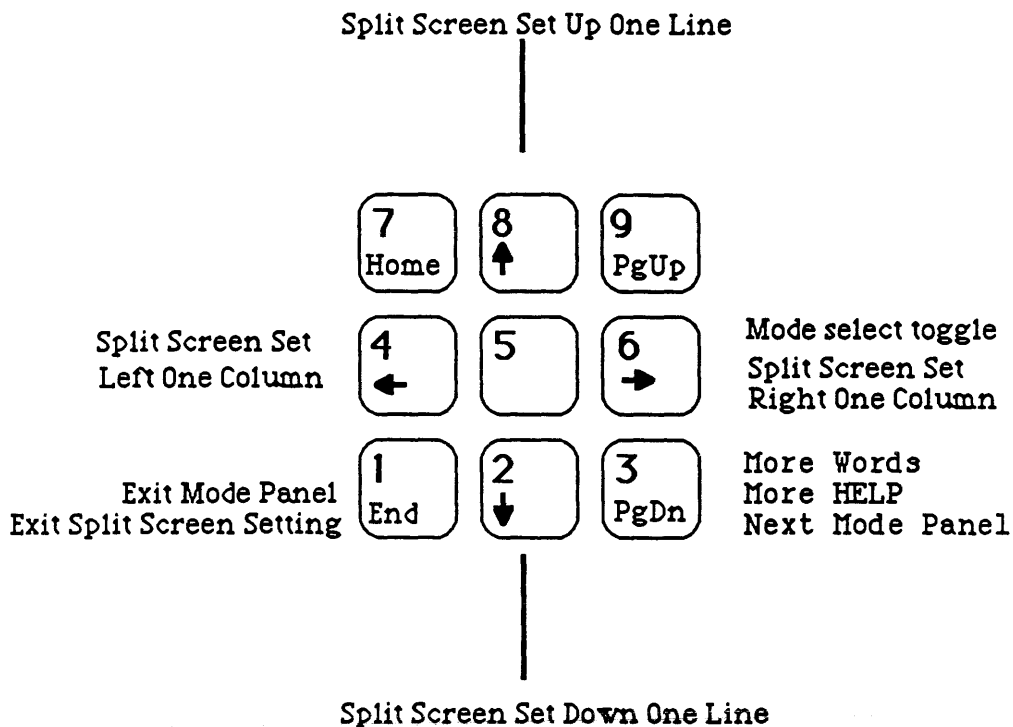 Split Screen Set Up One Line
7 8 9
Home PgUp
Split Screen Set
Left One Column
4 5 6
Mode select toggle
Split Screen Set
Right One Column
Exit Mode Panel
Exit Split Screen Setting
1 2 3
End PgDn
More Words
More HELP
Next Mode Panel
Split Screen Set Down One Line